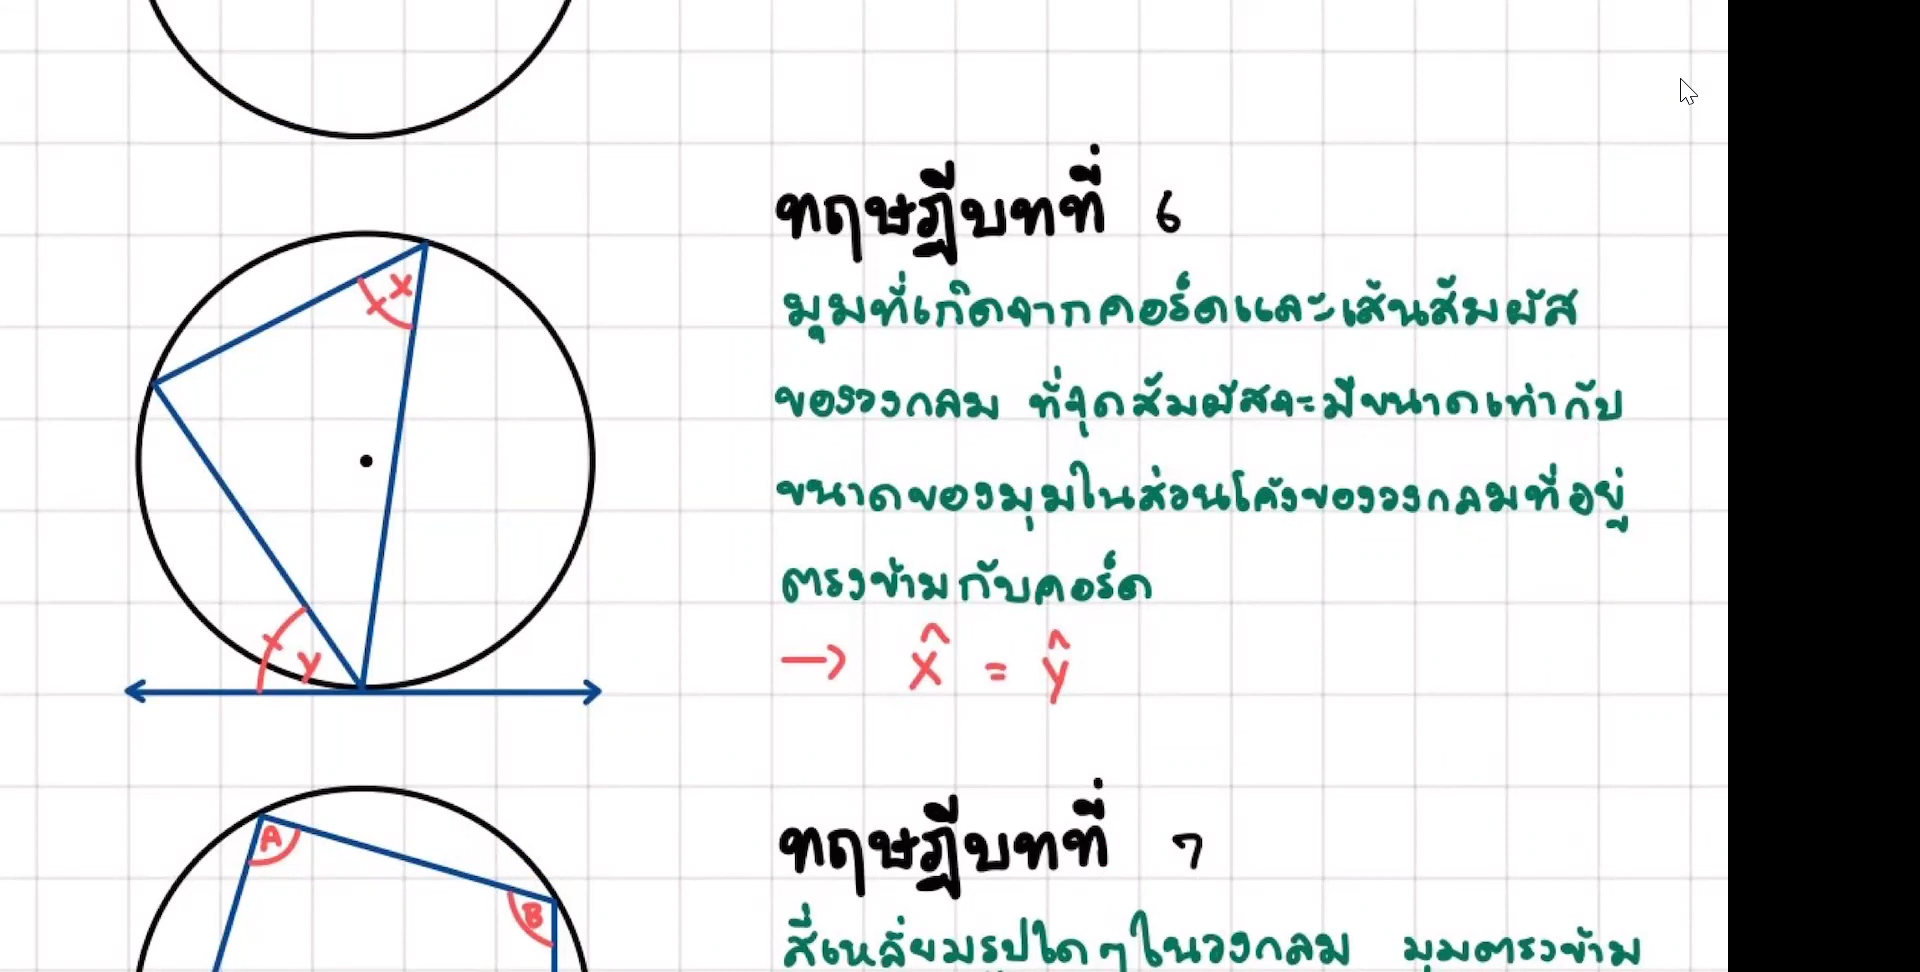 ทฤษฎีบทที่ 6
x
มุมที่เกิดจากคอร์ดและเส้นสัมผัส
ของวงกลม ที่จุดสัมผัสจะมีขนาดเท่ากับ
ขนาดของมุมในส่วนโค้งของวงกลมที่อยู่
ตรงข้ามกับคอร์ด
y
→ x̂ = ŷ
ทฤษฎีบทที่ 7
A
B
สี่เหลี่ยมรูปใดๆในวงกลม มุมตรงข้าม